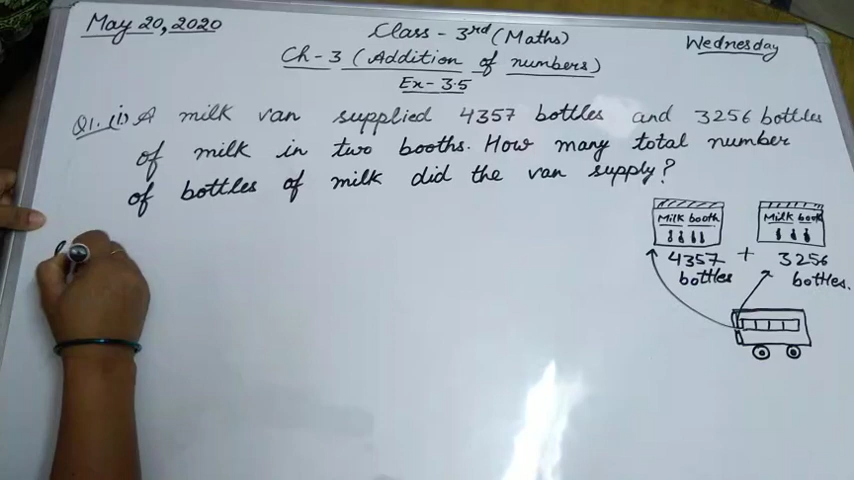 May 20, 2020
Class - 3rd (Maths)
Wednesday
Ch-3 (Addition of numbers)
Ex- 3.5
Q1. (i) A milk van supplied 4357 bottles and 3256 bottles
of milk in two booths. How many total number
of bottles of milk did the van supply?
Milk booth
Milk booth
4357 + 3256
bottles bottles.